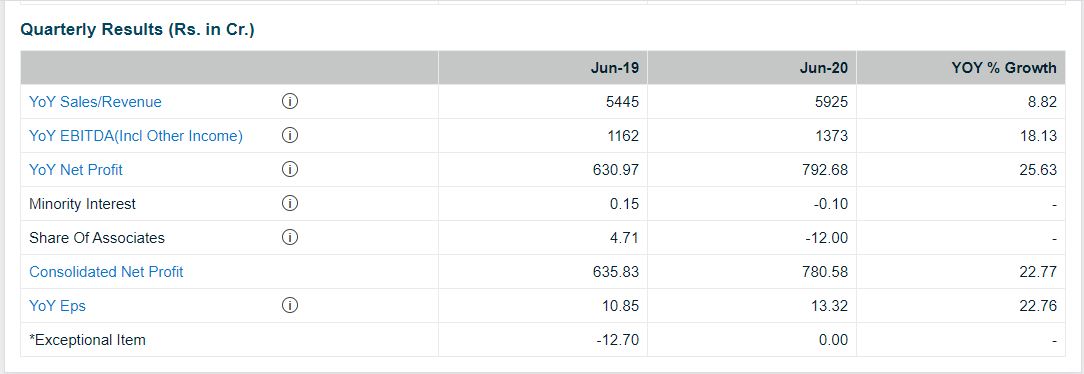 Quarterly Results (Rs. in Cr.)
Jun-19 Jun-20 YOY % Growth
YoY Sales/Revenue i 5445 5925 8.82
YoY EBITDA(Incl Other Income) i 1162 1373 18.13
YoY Net Profit i 630.97 792.68 25.63
Minority Interest i 0.15 -0.10 -
Share Of Associates i 4.71 -12.00 -
Consolidated Net Profit 635.83 780.58 22.77
YoY Eps i 10.85 13.32 22.76
*Exceptional Item -12.70 0.00 -